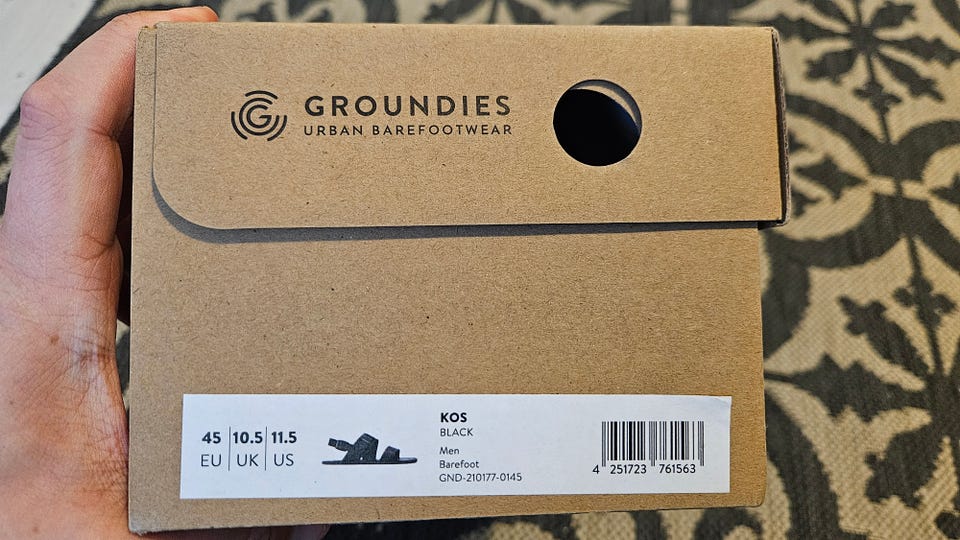 GROUNDIES
URBAN BAREFOOTWEAR
45 10.5 11.5
EU UK US
KOS
BLACK
Men
Barefoot
GND-210177-0145
4 251723 761563